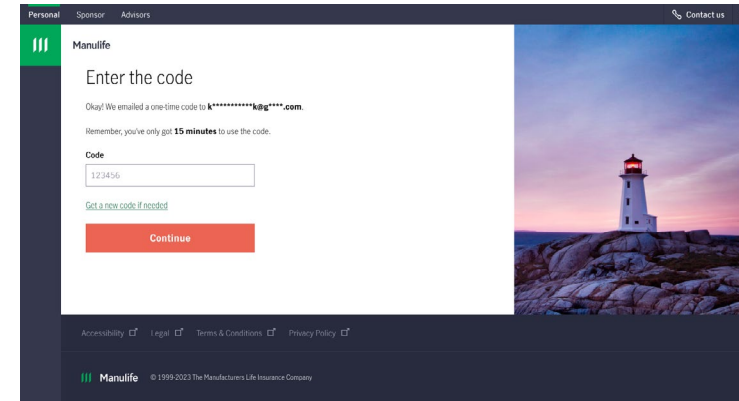 Personal Sponsor Advisors Contact us
Manulife
Enter the code
Okay! We emailed a one-time code to k***********k@g****.com.
Remember, you've only got 15 minutes to use the code.
Code
123456
Get a new code if needed
Continue
Accessibility Legal Terms & Conditions Privacy Policy
Manulife © 1999-2023 The Manufacturers Life Insurance Company